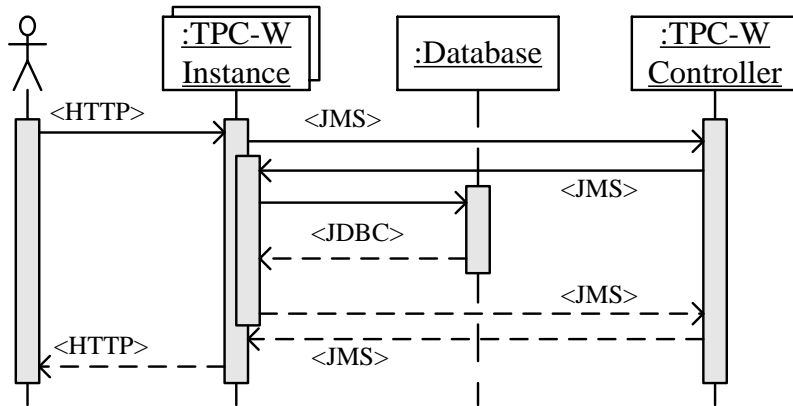 :TPC-W
Instance
:Database
:TPC-W
Controller
<HTTP>
<JMS>
<JMS>
<JDBC>
<JMS>
<HTTP>
<JMS>